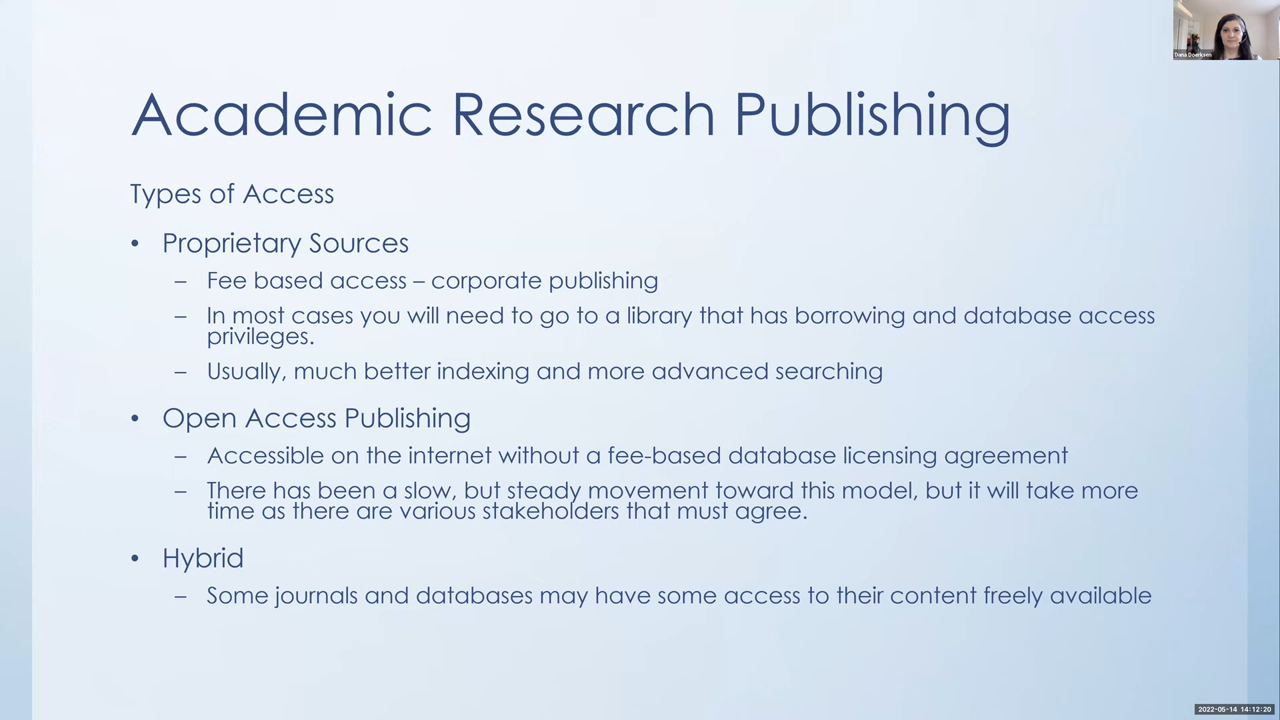 Dana Doerksen
Academic Research Publishing
Types of Access
• Proprietary Sources
– Fee based access – corporate publishing
– In most cases you will need to go to a library that has borrowing and database access
privileges.
– Usually, much better indexing and more advanced searching
• Open Access Publishing
– Accessible on the internet without a fee-based database licensing agreement
– There has been a slow, but steady movement toward this model, but it will take more
time as there are various stakeholders that must agree.
• Hybrid
– Some journals and databases may have some access to their content freely available
2022-05-14 14:12:20